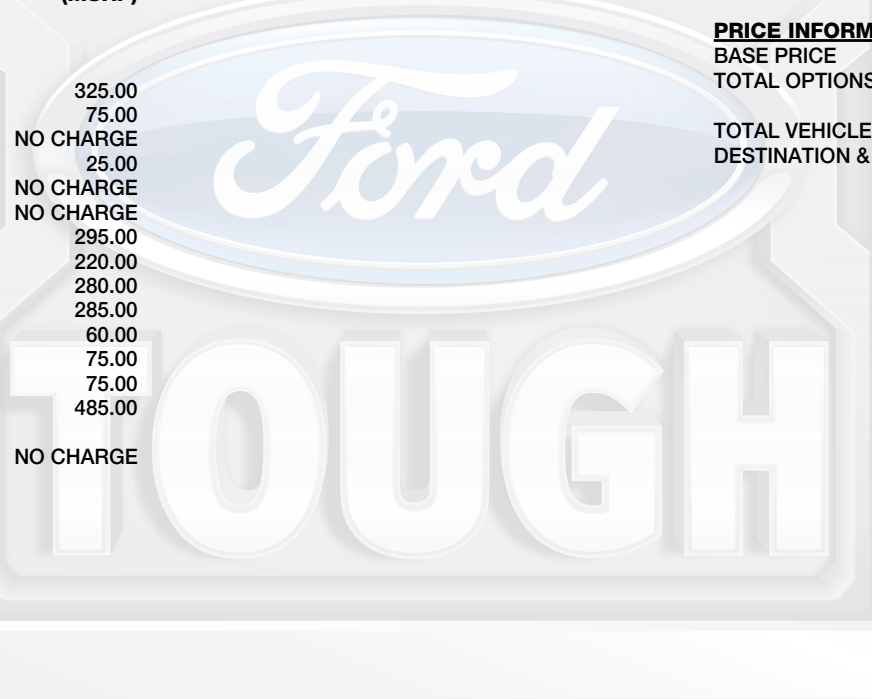 325.00
75.00
NO CHARGE
25.00
NO CHARGE
NO CHARGE
295.00
220.00
280.00
285.00
60.00
75.00
75.00
485.00
NO CHARGE
PRICE INFORM
BASE PRICE
TOTAL OPTIONS
TOTAL VEHICLE
DESTINATION &
Ford
TOUGH